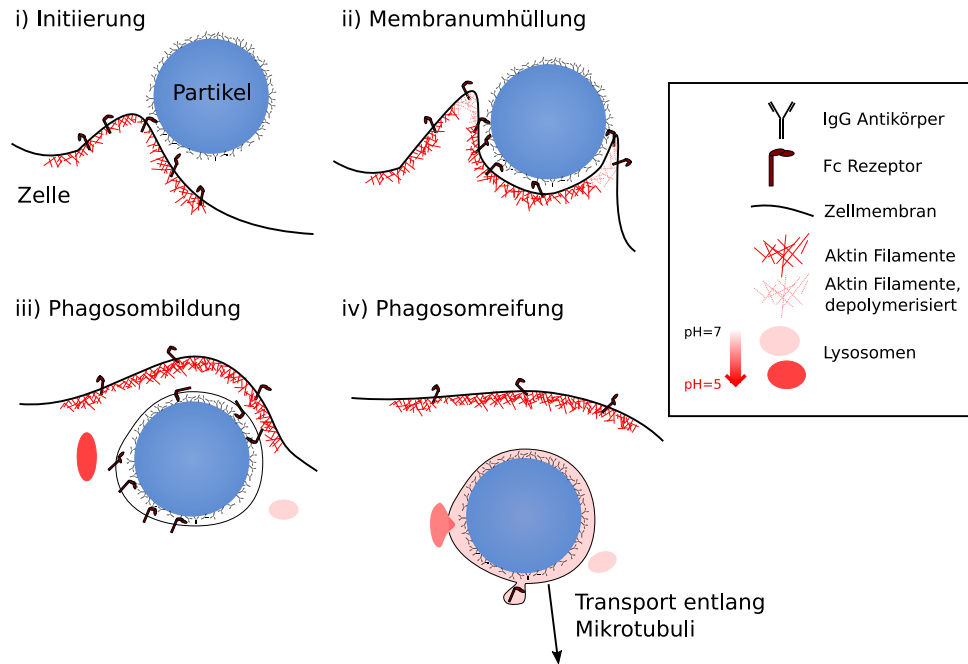 i) Initiierung
Partikel
Zelle
ii) Membranumhüllung
iii) Phagosombildung
iv) Phagosomreifung
Transport entlang
Mikrotubuli
IgG Antikörper
Fc Rezeptor
Zellmembran
Aktin Filamente
Aktin Filamente,
depolymerisiert
pH=7
Lysosomen
pH=5